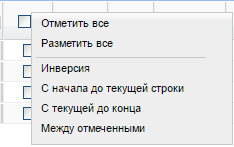 Отметить все
Разметить все
Инверсия
С начала до текущей строки
С текущей до конца
Между отмеченными